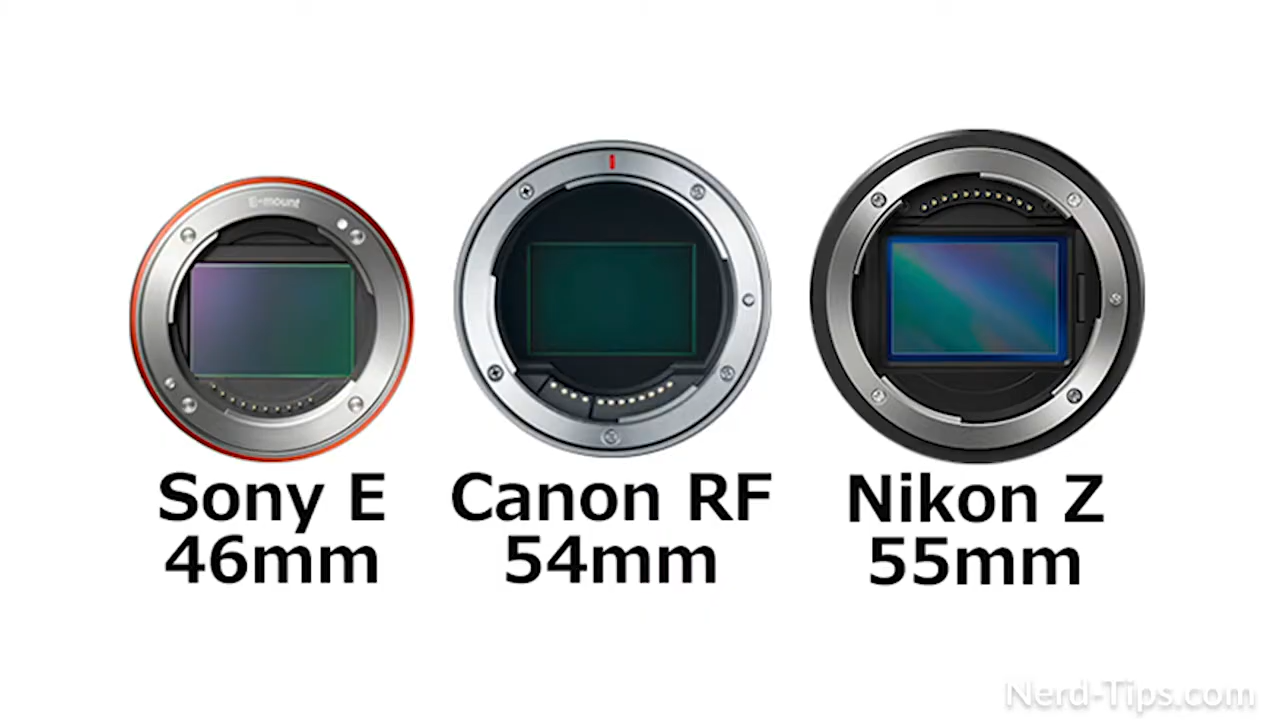 E-mount
Sony E
46mm
Canon RF
54mm
Nikon Z
55mm
Nerd-Tips.com